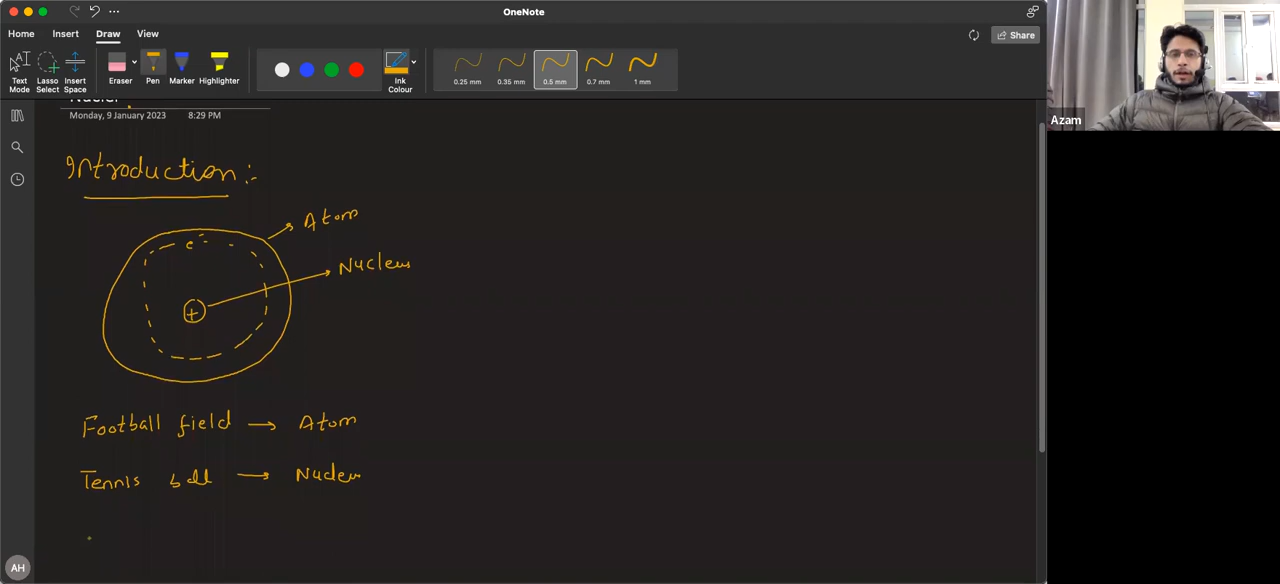 OneNote
Home Insert Draw View
Share
Text Mode
Lasso Select
Insert Space
Eraser
Pen
Marker
Highlighter
Ink Colour
0.25 mm
0.35 mm
0.5 mm
0.7 mm
1 mm
Azam
Nuclei
Monday, 9 January 2023 8:29 PM
Introduction :-
Atom
e-
Nucleus
+
Football field → Atom
Tennis ball → Nucleus
AH